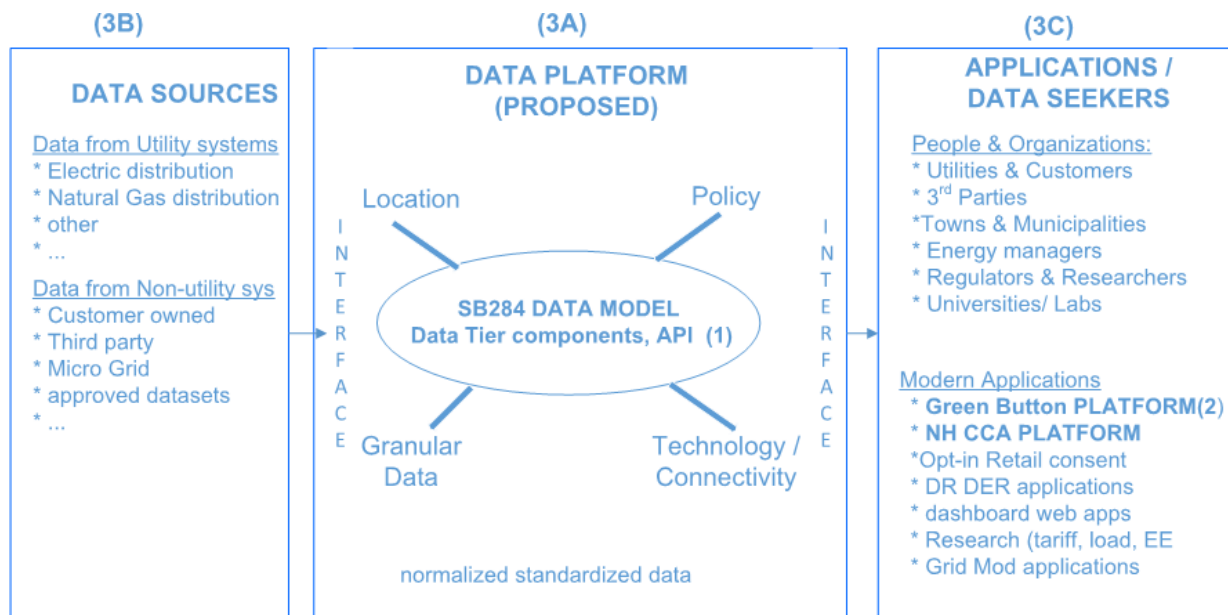 (3B)
DATA SOURCES
Data from Utility systems
* Electric distribution
* Natural Gas distribution
* other
* ...
Data from Non-utility sys
* Customer owned
* Third party
* Micro Grid
* approved datasets
* ...
(3A)
DATA PLATFORM
(PROPOSED)
INTERFACE
Location
Policy
SB284 DATA MODEL
Data Tier components, API (1)
Granular
Data
Technology /
Connectivity
normalized standardized data
INTERFACE
(3C)
APPLICATIONS /
DATA SEEKERS
People & Organizations:
* Utilities & Customers
* 3rd Parties
*Towns & Municipalities
* Energy managers
* Regulators & Researchers
* Universities/ Labs
Modern Applications
* Green Button PLATFORM(2)
* NH CCA PLATFORM
*Opt-in Retail consent
* DR DER applications
* dashboard web apps
* Research (tariff, load, EE
* Grid Mod applications